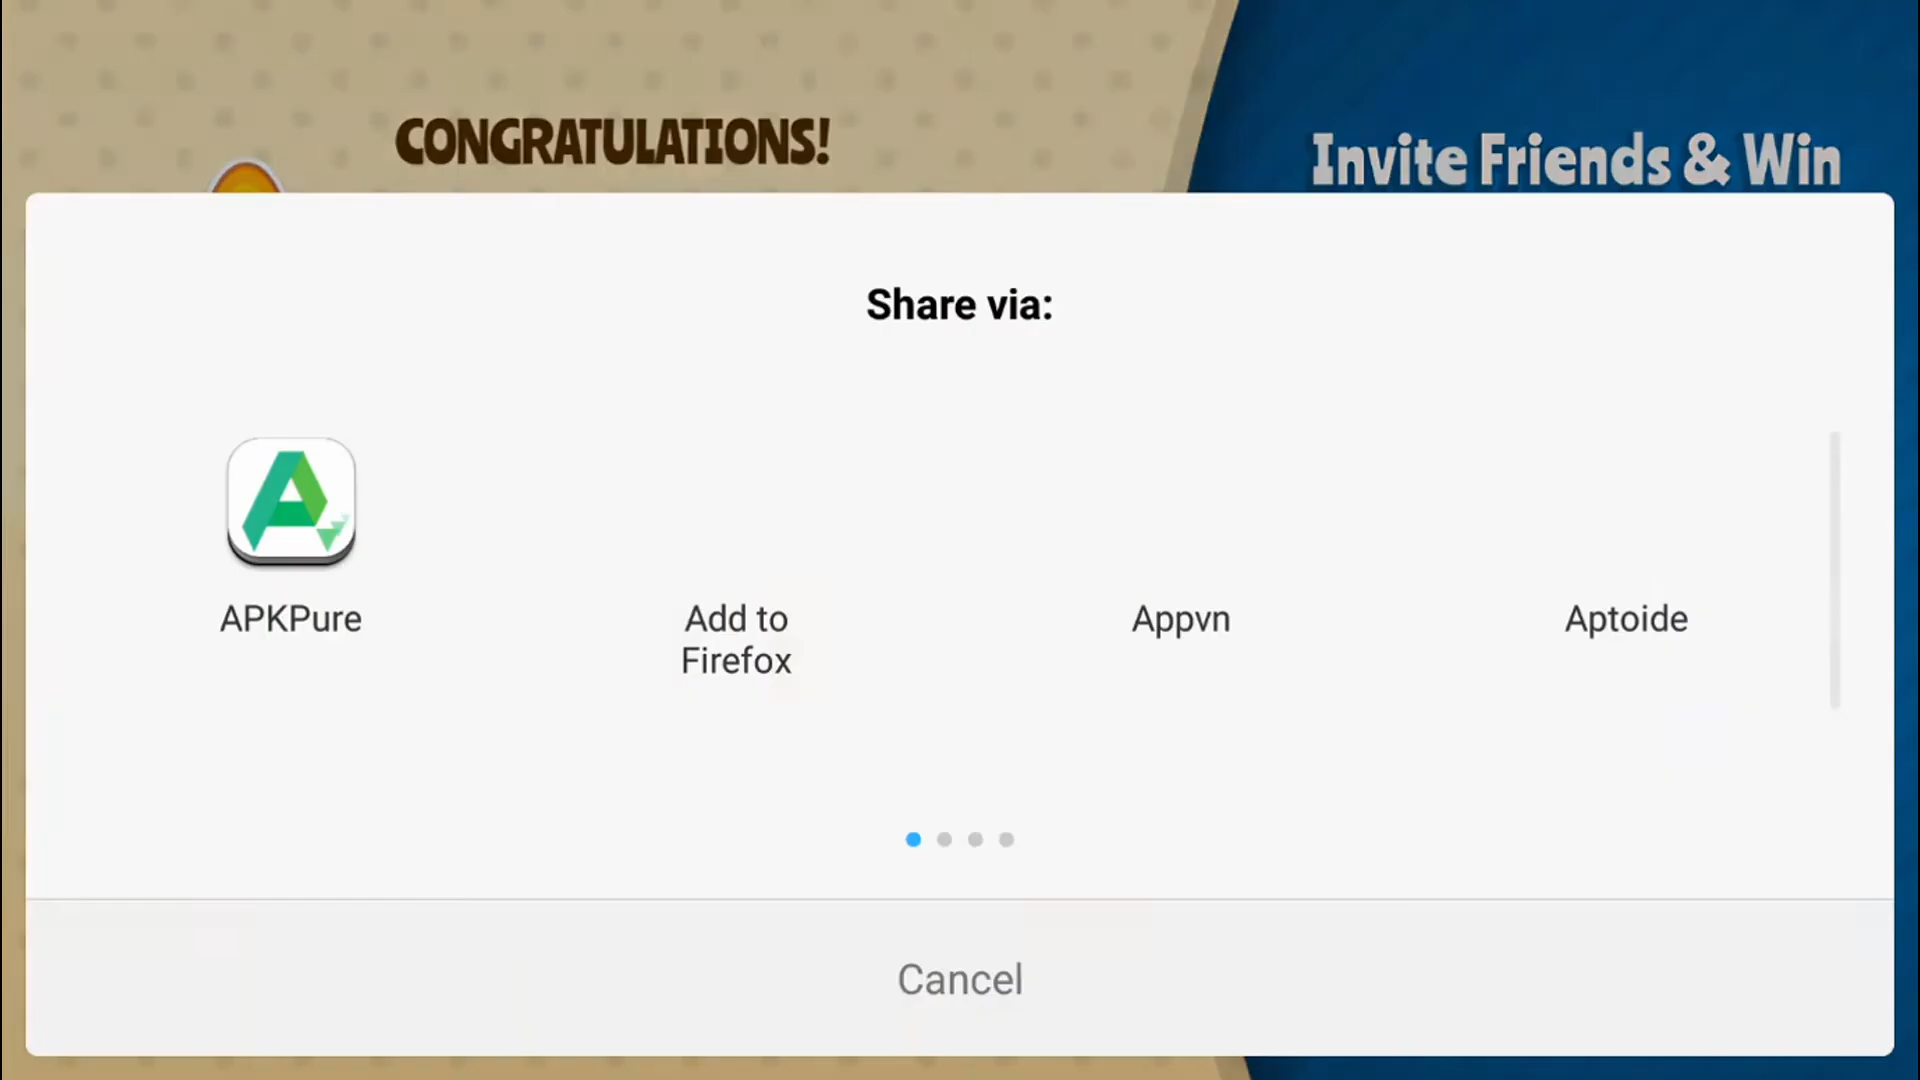 CONGRATULATIONS!
Invite Friends & Win
Share via:
APKPure
Add to
Firefox
Appvn
Aptoide
Cancel